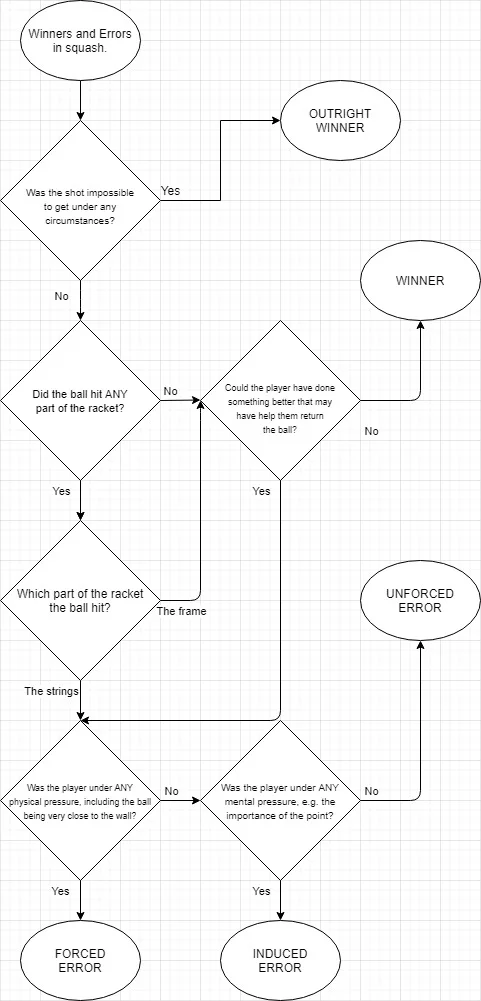 Winners and Errors
in squash.
OUTRIGHT
WINNER
Was the shot impossible
to get under any
circumstances?
Yes
No
WINNER
Did the ball hit ANY
part of the racket?
No
Could the player have done
something better that may
have help them return
the ball?
No
Yes
Yes
Which part of the racket
the ball hit?
The frame
UNFORCED
ERROR
The strings
Was the player under ANY
physical pressure, including the ball
being very close to the wall?
No
Was the player under ANY
mental pressure, e.g. the
importance of the point?
No
Yes
Yes
FORCED
ERROR
INDUCED
ERROR